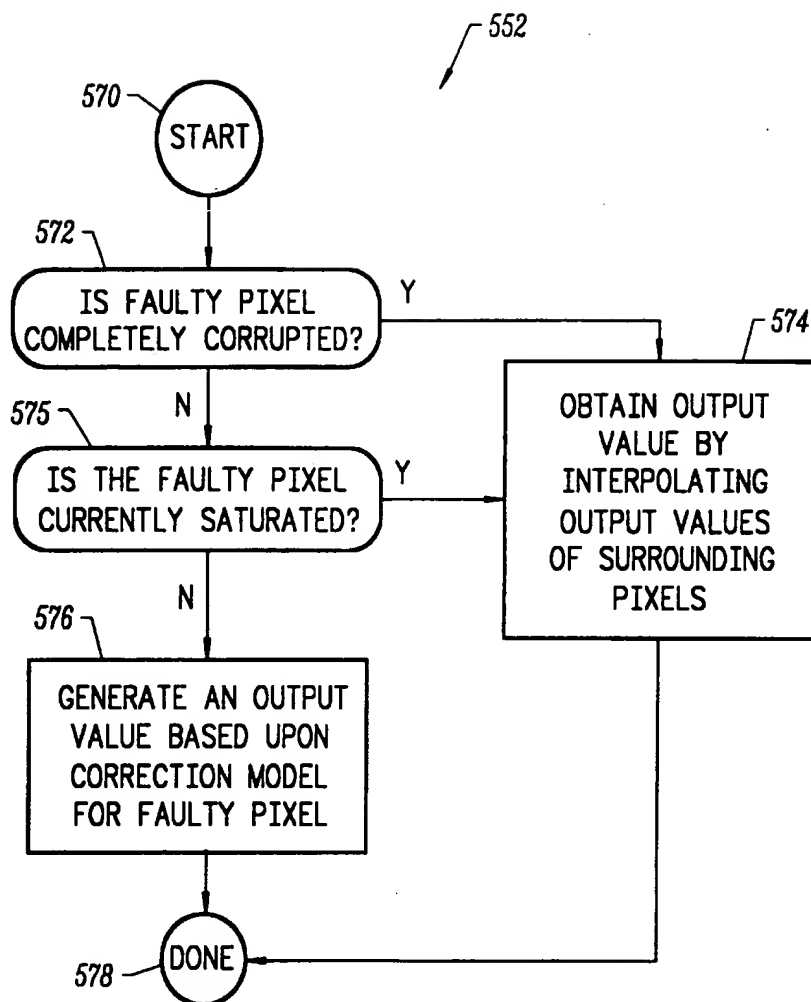 552
570
START
572
IS FAULTY PIXEL
COMPLETELY CORRUPTED?
Y
574
OBTAIN OUTPUT
VALUE BY
INTERPOLATING
OUTPUT VALUES
OF SURROUNDING
PIXELS
N
575
IS THE FAULTY PIXEL
CURRENTLY SATURATED?
Y
N
576
GENERATE AN OUTPUT
VALUE BASED UPON
CORRECTION MODEL
FOR FAULTY PIXEL
DONE
578